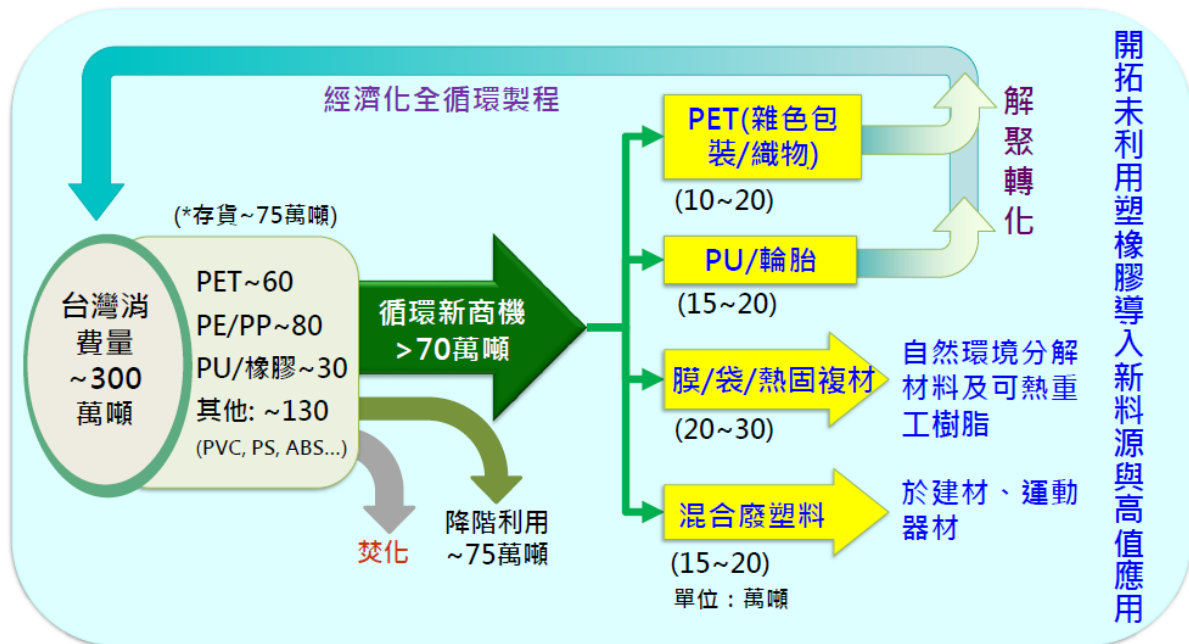 經濟化全循環製程
(*存貨~75萬噸)
台灣消
費量
~300
萬噸
PET~60
PE/PP~80
PU/橡膠~30
其他: ~130
(PVC, PS, ABS...)
循環新商機
>70萬噸
焚化
降階利用
~75萬噸
PET(雜色包
裝/織物)
(10~20)
PU/輪胎
(15~20)
膜/袋/熱固複材
(20~30)
混合廢塑料
(15~20)
單位：萬噸
解聚轉化
自然環境分解
材料及可熱重
工樹脂
於建材、運動
器材
開拓未利用塑橡膠導入新料源與高值應用